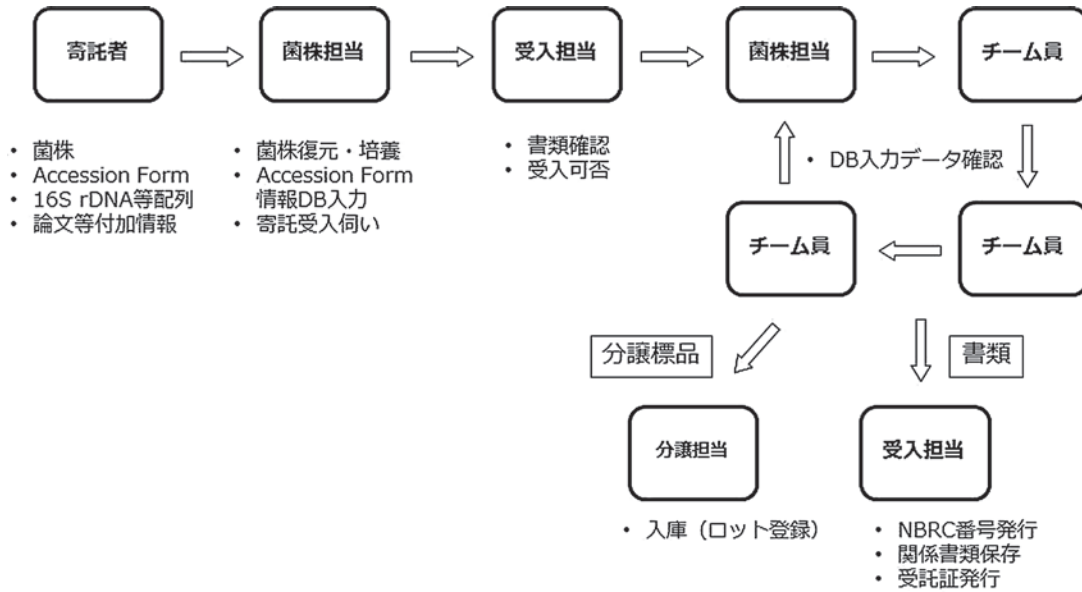 寄託者
菌株担当
受入担当
菌株担当
チーム員
・ 菌株
・ Accession Form
・ 16S rDNA等配列
・ 論文等付加情報
・ 菌株復元・培養
・ Accession Form
情報DB入力
・ 寄託受入伺い
・ 書類確認
・ 受入可否
・ DB入力データ確認
チーム員
チーム員
分譲標品
書類
分譲担当
受入担当
・ 入庫（ロット登録）
・ NBRC番号発行
・ 関係書類保存
・ 受託証発行